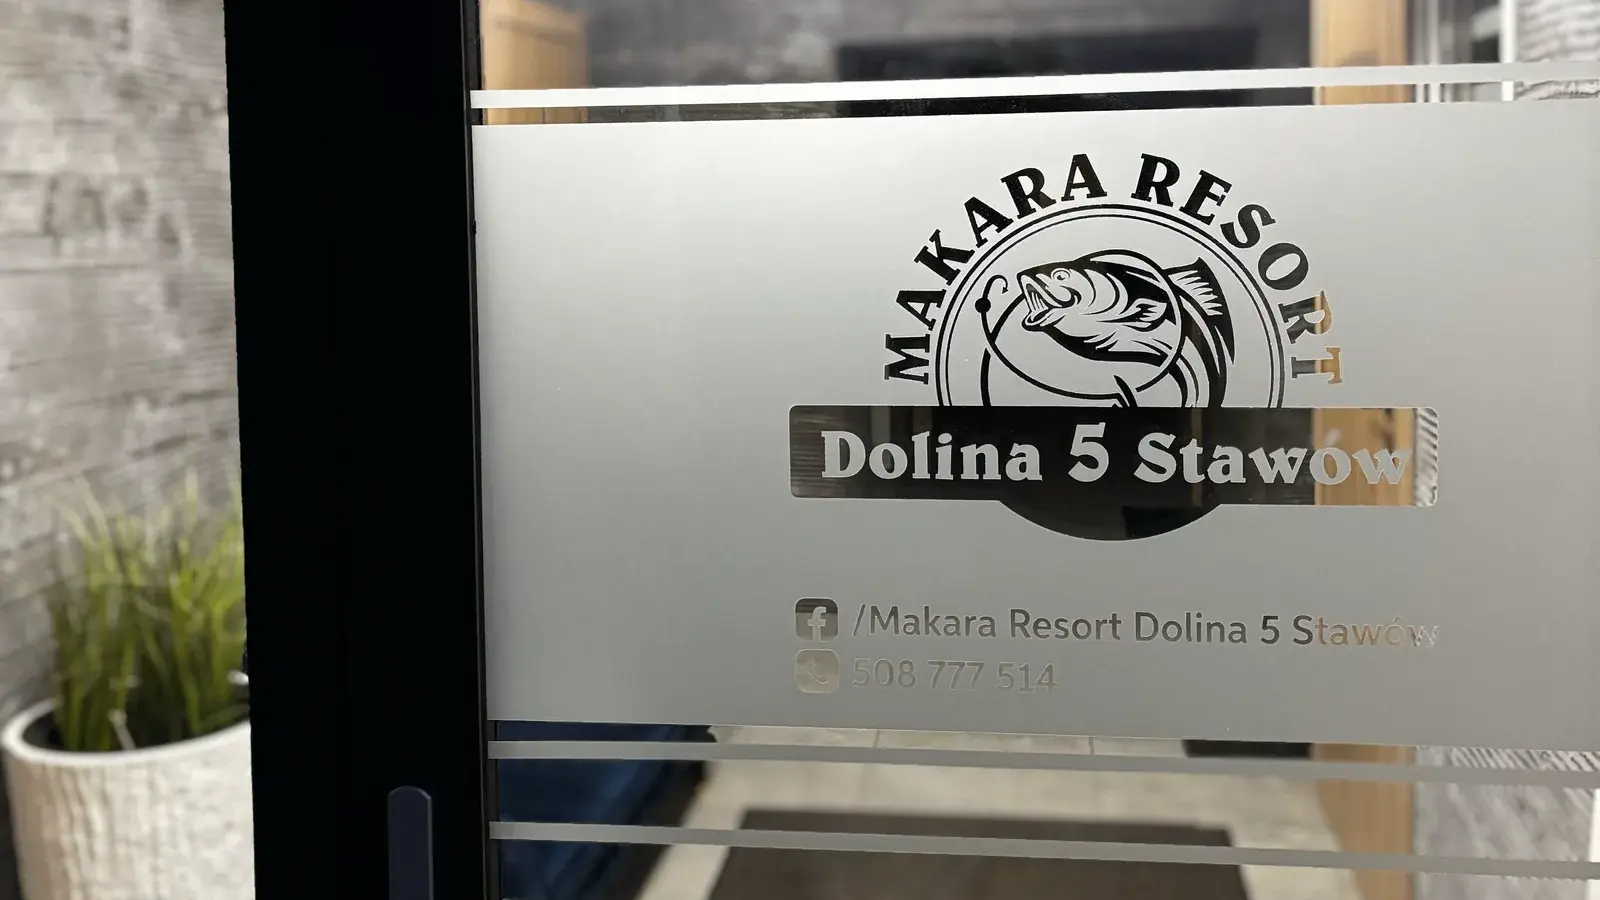 MAKARA RESORT
Dolina 5 Stawów
/Makara Resort Dolina 5 Stawów
508 777 514